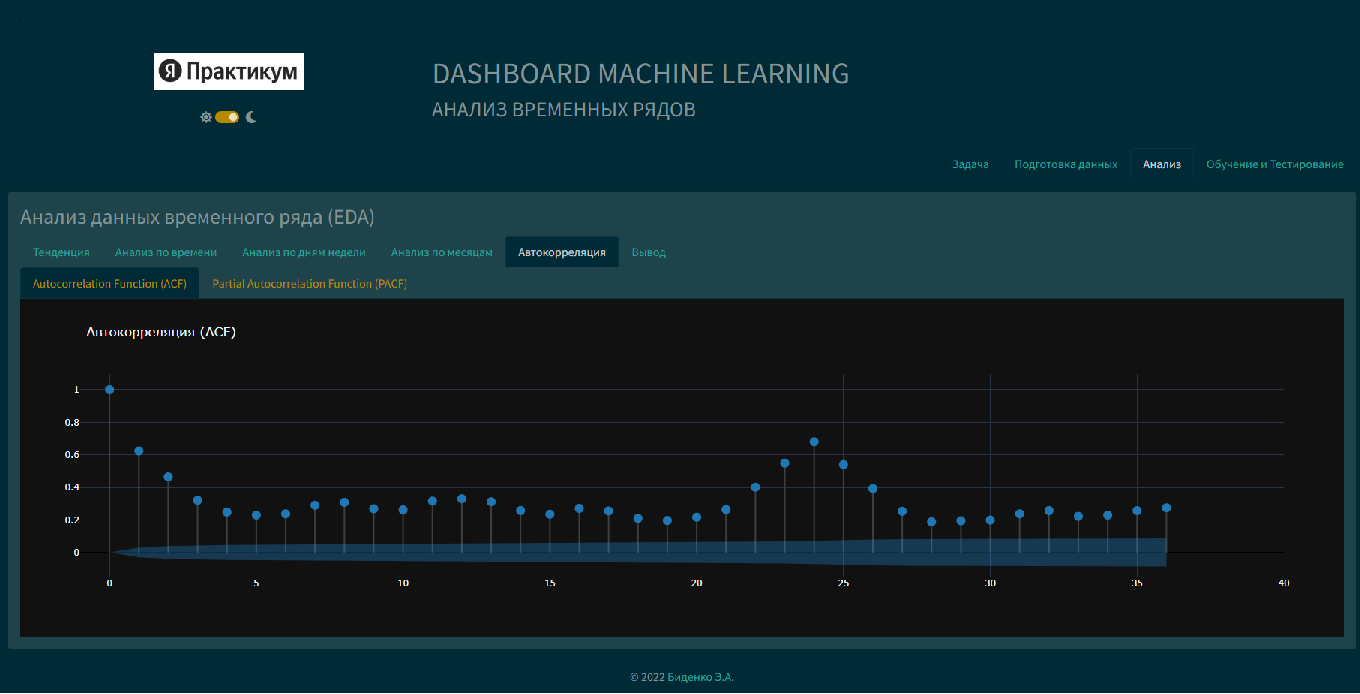 Я Практикум
DASHBOARD MACHINE LEARNING
АНАЛИЗ ВРЕМЕННЫХ РЯДОВ
Задача Подготовка данных Анализ Обучение и Тестирование
Анализ данных временного ряда (EDA)
Тенденция Анализ по времени Анализ по дням недели Анализ по месяцам Автокорреляция Вывод
Autocorrelation Function (ACF) Partial Autocorrelation Function (PACF)
Автокорреляция (ACF)
1
0.8
0.6
0.4
0.2
0
0 5 10 15 20 25 30 35 40
© 2022 Биденко Э.А.